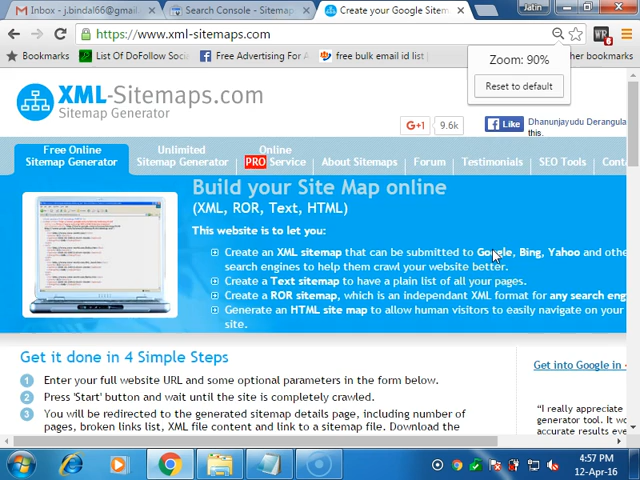 Inbox - j.bindal66@gmail
Search Console - Sitemap
Create your Google Sitem
Jatin
https://www.xml-sitemaps.com
Bookmarks
List Of DoFollow Soci
Free Advertising For
free bulk email id list |
her bookmarks
Zoom: 90%
Reset to default
XML-Sitemaps.com
Sitemap Generator
G+1
9.6k
Like
Dhanunjayudu Derangula
this.
Free Online
Sitemap Generator
Unlimited
Sitemap Generator
Online
PRO Service
About Sitemaps
Forum
Testimonials
SEO Tools
Conta
Build your Site Map online
(XML, ROR, Text, HTML)
This website is to let you:
Create an XML sitemap that can be submitted to Google, Bing, Yahoo and othe
search engines to help them crawl your website better.
Create a Text sitemap to have a plain list of all your pages.
Create a ROR sitemap, which is an independant XML format for any search eng
Generate an HTML site map to allow human visitors to easily navigate on your
site.
Get it done in 4 Simple Steps
1 Enter your full website URL and some optional parameters in the form below.
2 Press 'Start' button and wait until the site is completely crawled.
3 You will be redirected to the generated sitemap details page, including number of
pages, broken links list, XML file content and link to a sitemap file. Download the
Get into Google in
“I really appreciate
generator tool. It wor
accurate results eve
4:57 PM
12-Apr-16